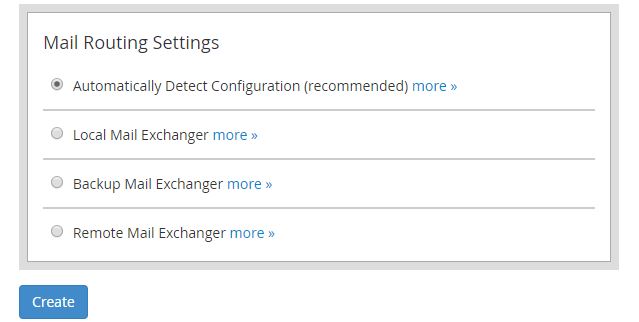 Mail Routing Settings
Automatically Detect Configuration (recommended) more »
Local Mail Exchanger more »
Backup Mail Exchanger more »
Remote Mail Exchanger more »
Create